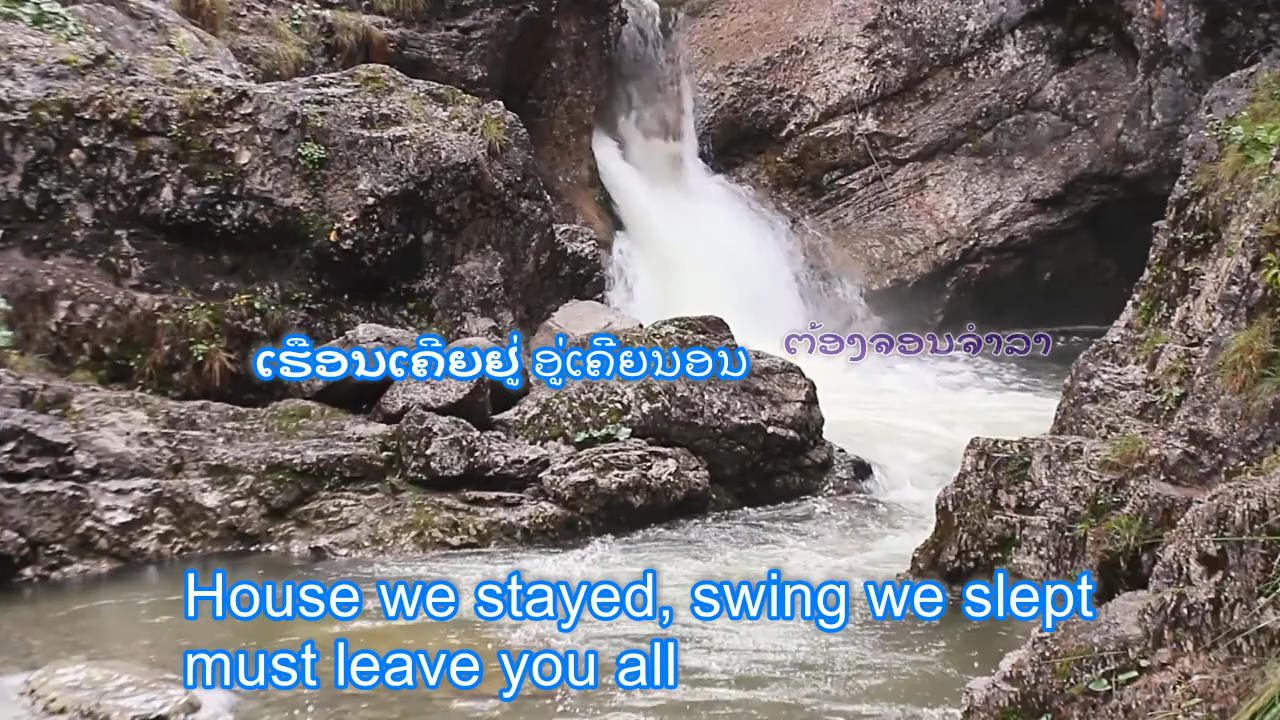 ເຮືອນເຄີຍຢູ່ ອູ່ເຄີຍນອນ ຕ້ອງຈອນຈຳລາ
House we stayed, swing we slept
must leave you all